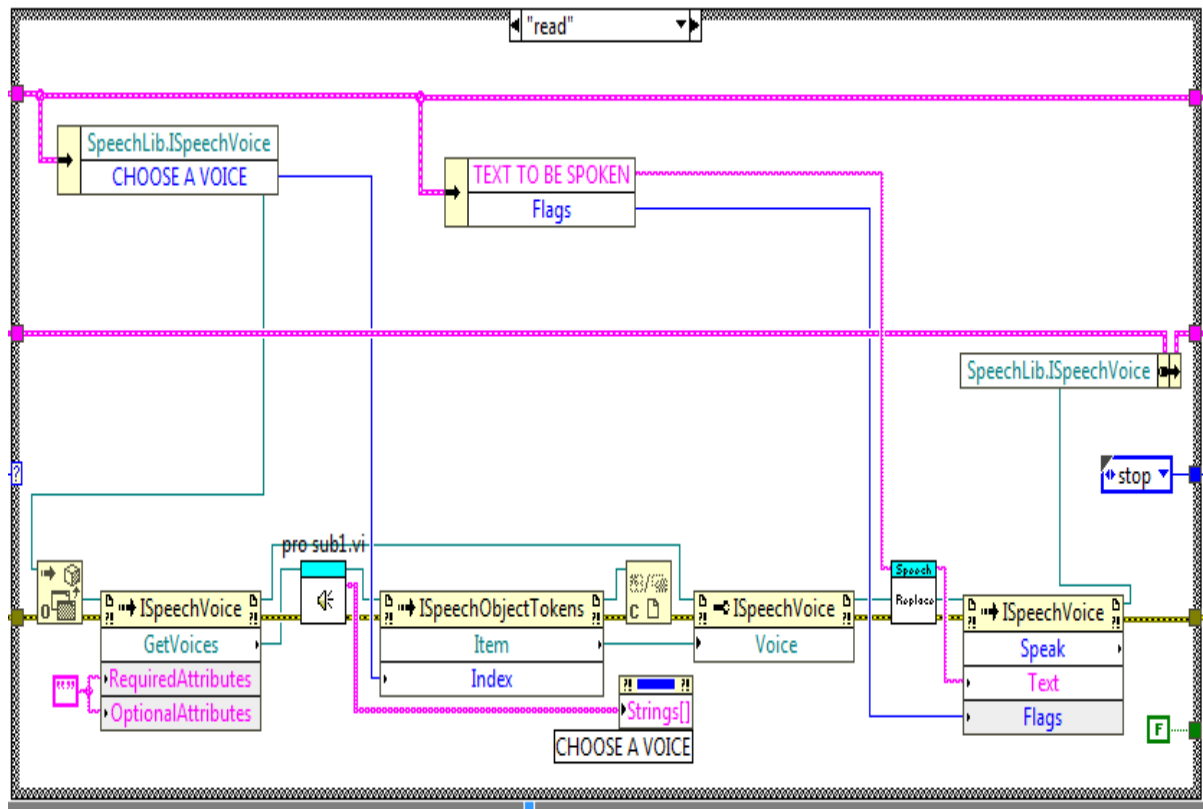 "read"
SpeechLib.ISpeechVoice
CHOOSE A VOICE
TEXT TO BE SPOKEN
Flags
SpeechLib.ISpeechVoice
?
stop
pro sub1.vi
ISpeechVoice
GetVoices
RequiredAttributes
OptionalAttributes
""
ISpeechObjectTokens
Item
Index
Strings[]
CHOOSE A VOICE
C
ISpeechVoice
Voice
Speech
Replace
ISpeechVoice
Speak
Text
Flags
F